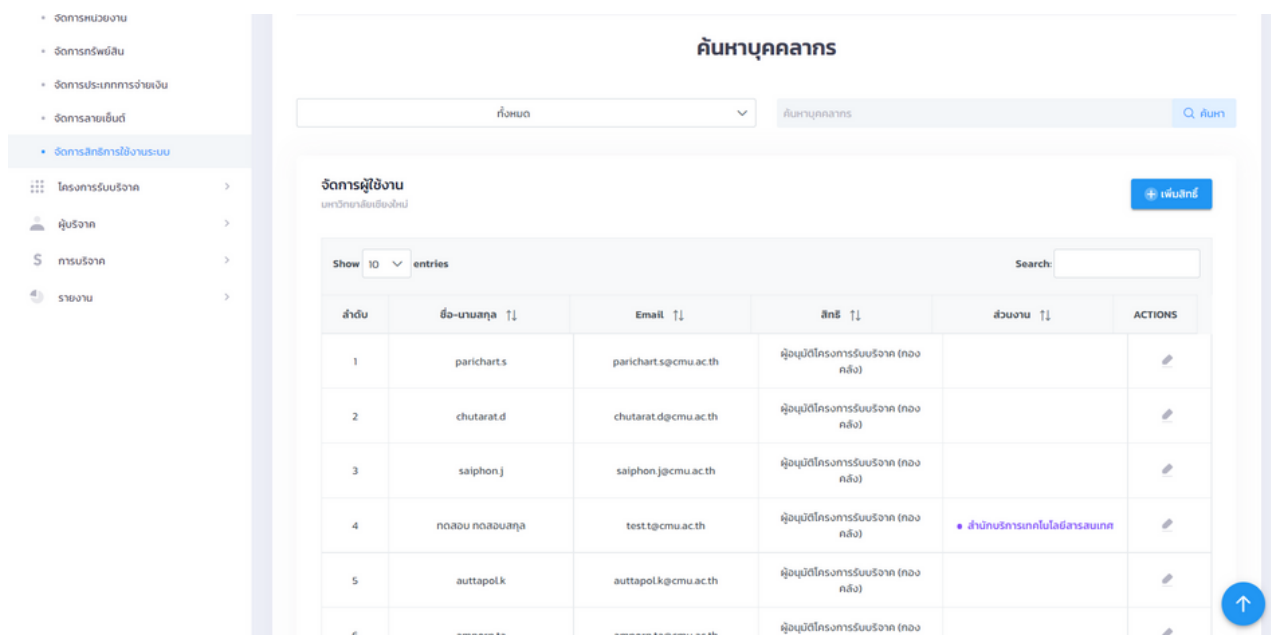 จัดการหน่วยงาน
จัดการทรัพย์สิน
จัดการประเภทการจ่ายเงิน
จัดการลายเซ็นต์
จัดการสิทธิการใช้งานระบบ
โครงการรับบริจาค
ผู้บริจาค
การบริจาค
รายงาน
ค้นหาบุคคลากร
ทั้งหมด
ค้นหาบุคคลากร
ค้นหา
จัดการผู้ใช้งาน
มหาวิทยาลัยเชียงใหม่
เพิ่มสิทธิ์
Show 10 entries
Search:
ลำดับ ชื่อ-นามสกุล Email สิทธิ ส่วนงาน ACTIONS
1 parichart.s parichart.s@cmu.ac.th ผู้อนุมัติโครงการรับบริจาค (กอง
คลัง)
2 chutarat.d chutarat.d@cmu.ac.th ผู้อนุมัติโครงการรับบริจาค (กอง
คลัง)
3 saiphon.j saiphon.j@cmu.ac.th ผู้อนุมัติโครงการรับบริจาค (กอง
คลัง)
4 ทดสอบ ทดสอบสกุล test.t@cmu.ac.th ผู้อนุมัติโครงการรับบริจาค (กอง
คลัง)
สำนักบริการเทคโนโลยีสารสนเทศ
5 auttapol.k auttapol.k@cmu.ac.th ผู้อนุมัติโครงการรับบริจาค (กอง
คลัง)
ผู้อนุมัติโครงการรับบริจาค (กอง